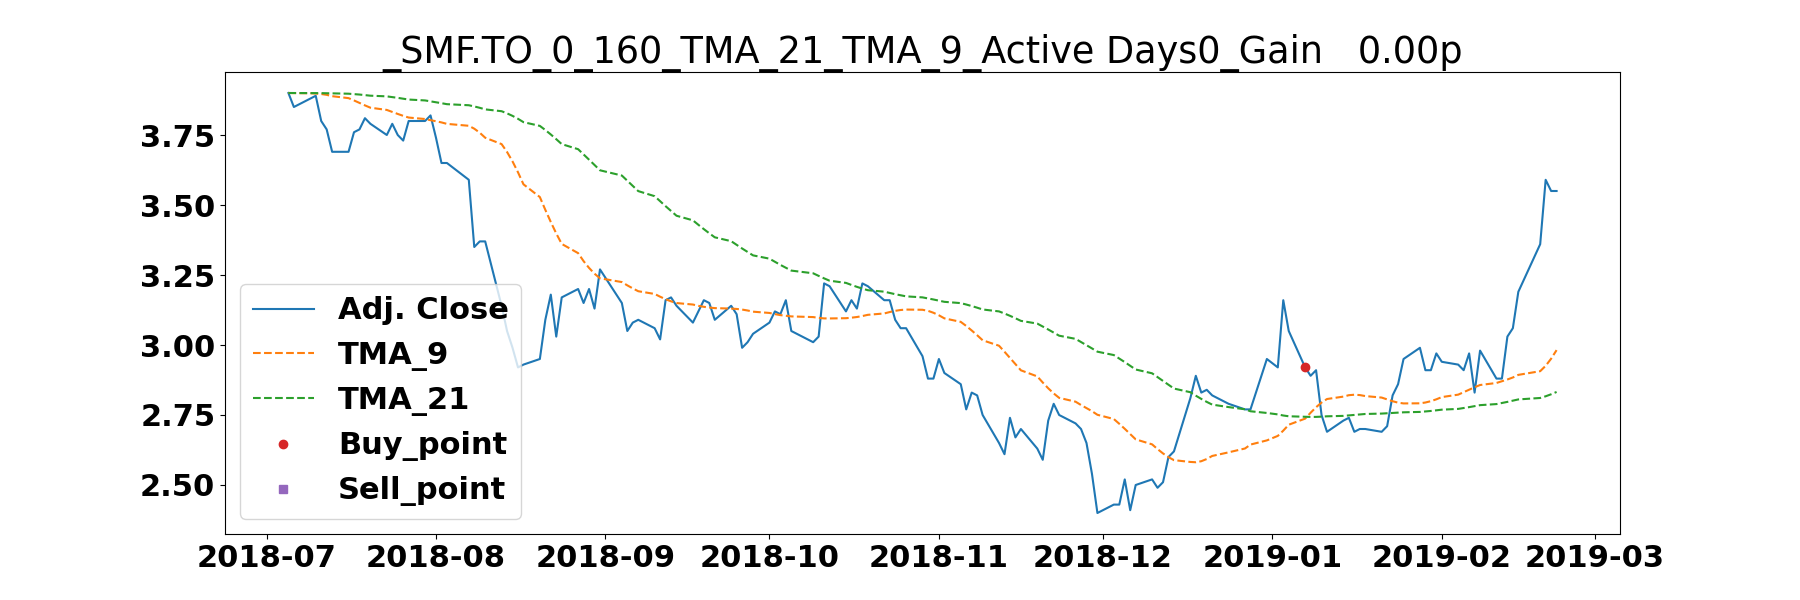 _SMF.TO_0_160_TMA_21_TMA_9_Active Days0_Gain   0.00p
3.75
3.50
3.25
3.00
2.75
2.50
Adj. Close
TMA_9
TMA_21
Buy_point
Sell_point
2018-07 2018-08 2018-09 2018-10 2018-11 2018-12 2019-01 2019-02 2019-03